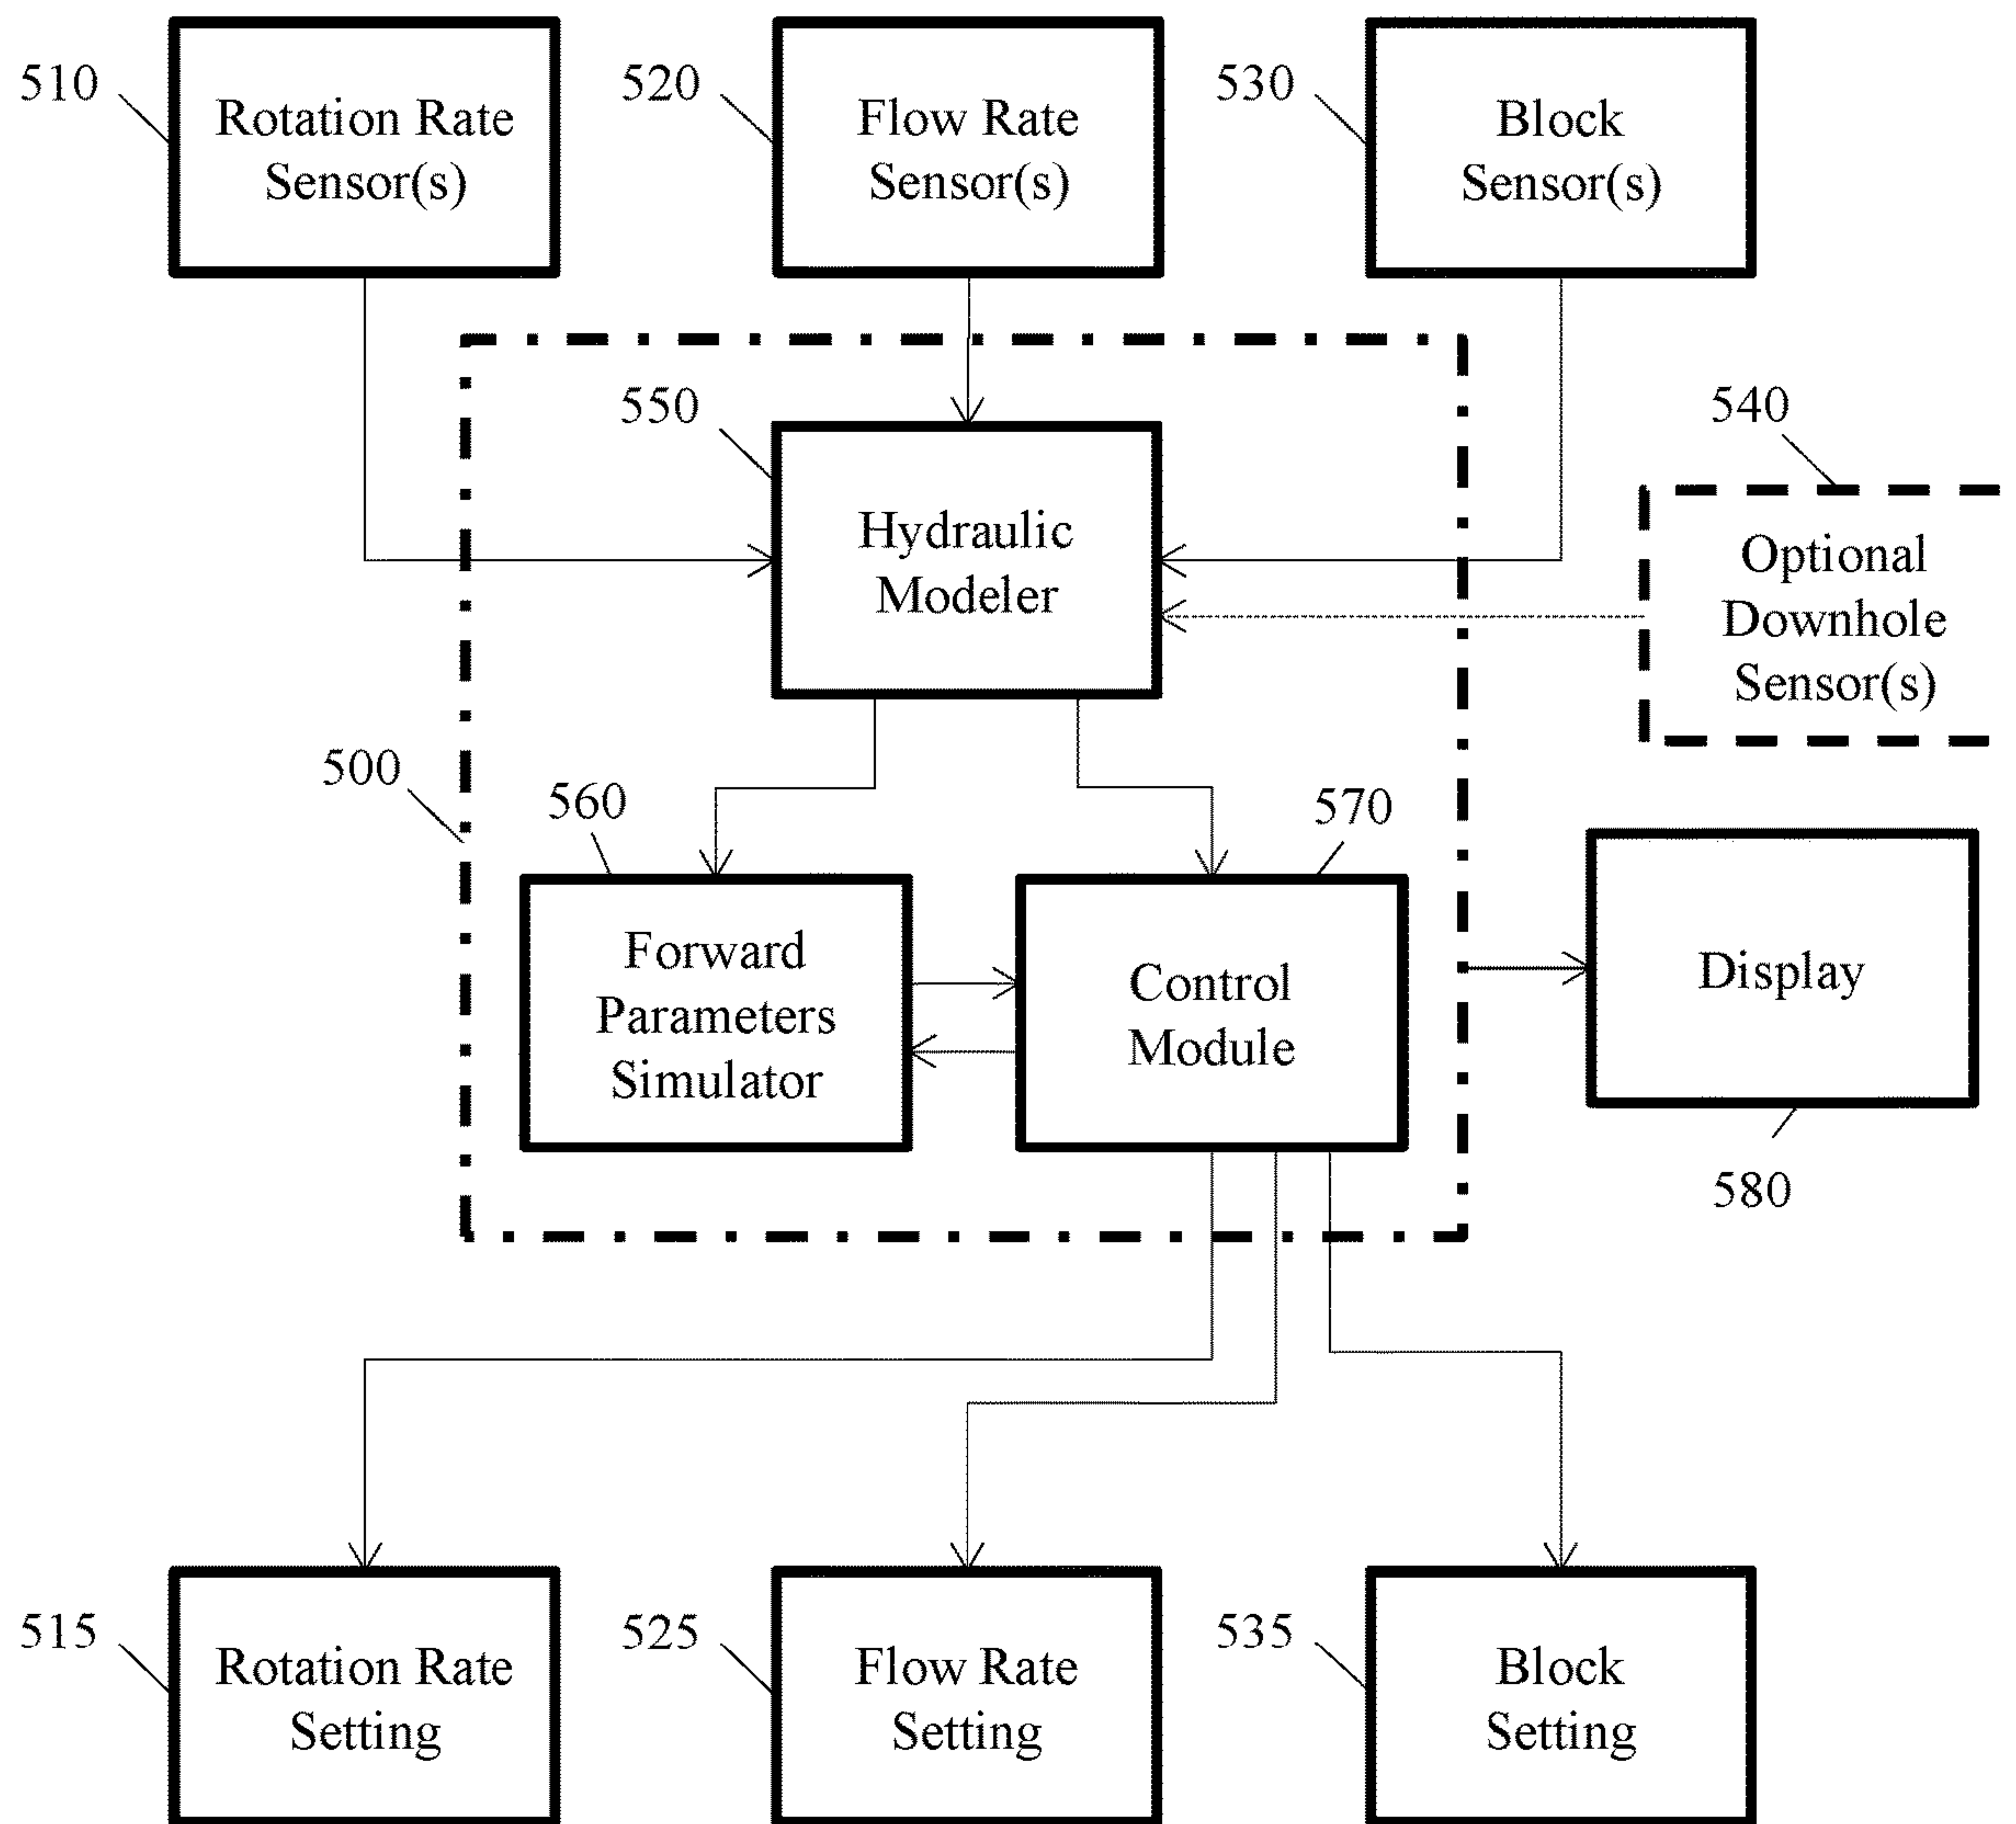 510
Rotation Rate
Sensor(s)
520
Flow Rate
Sensor(s)
530
Block
Sensor(s)
550
Hydraulic
Modeler
540
Optional
Downhole
Sensor(s)
500
560
Forward
Parameters
Simulator
570
Control
Module
Display
580
515
Rotation Rate
Setting
525
Flow Rate
Setting
535
Block
Setting